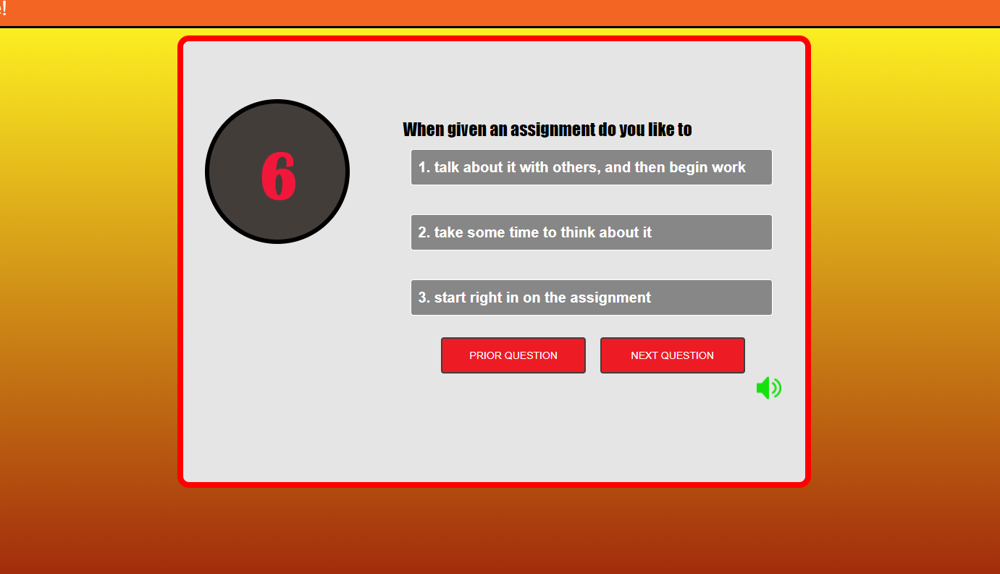 !
6
When given an assignment do you like to
1. talk about it with others, and then begin work
2. take some time to think about it
3. start right in on the assignment
PRIOR QUESTION NEXT QUESTION